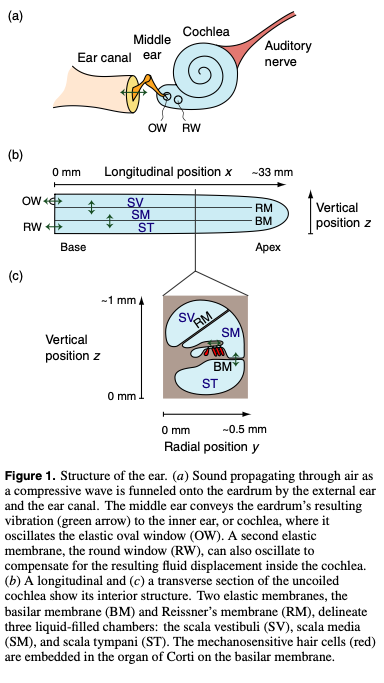 (a)
Cochlea
Middle
ear
Auditory
nerve
Ear canal
OW RW
(b)
0 mm Longitudinal position x ~33 mm
OW SV RM Vertical
SM position z
RW ST BM
Base Apex
(c)
~1 mm
SV RM SM
Vertical
position z
BM
ST
0 mm
0 mm ~0.5 mm
Radial position y
Figure 1. Structure of the ear. (a) Sound propagating through air as
a compressive wave is funneled onto the eardrum by the external ear
and the ear canal. The middle ear conveys the eardrum’s resulting
vibration (green arrow) to the inner ear, or cochlea, where it
oscillates the elastic oval window (OW). A second elastic
membrane, the round window (RW), can also oscillate to
compensate for the resulting fluid displacement inside the cochlea.
(b) A longitudinal and (c) a transverse section of the uncoiled
cochlea show its interior structure. Two elastic membranes, the
basilar membrane (BM) and Reissner’s membrane (RM), delineate
three liquid-filled chambers: the scala vestibuli (SV), scala media
(SM), and scala tympani (ST). The mechanosensitive hair cells (red)
are embedded in the organ of Corti on the basilar membrane.